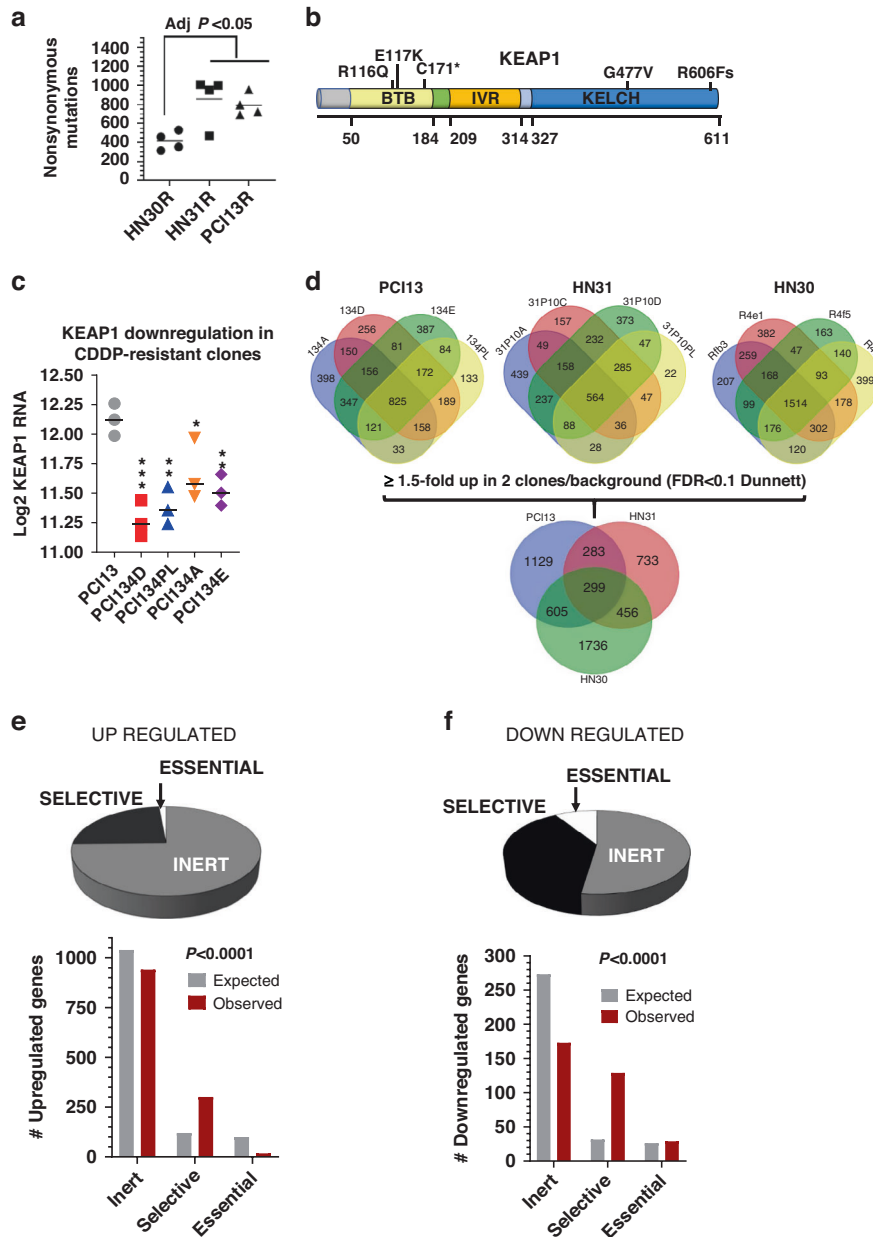 a
Adj P <0.05
Nonsynonymous
mutations
1400
1200
1000
800
600
400
200
0
HN30R
HN31R
PCI13R
b
KEAP1
R116Q
E117K
C171*
G477V
R606Fs
BTB
IVR
KELCH
50
184
209
314
327
611
c
KEAP1 downregulation in
CDDP-resistant clones
Log2 KEAP1 RNA
12.50
12.25
12.00
11.75
11.50
11.25
11.00
***
**
*
**
PCI13
PCI134D
PCI134PL
PCI134A
PCI134E
d
PCI13
134A
134D
134E
134PL
256
387
150
81
84
398
156
172
133
347
825
189
121
158
33
HN31
31P10A
31P10C
31P10D
31P10PL
157
373
49
232
47
439
158
285
22
237
564
47
88
36
28
HN30
Rfb3
R4e1
R4f5
R4
382
163
259
47
140
207
168
93
399
99
1514
178
176
302
120
≥ 1.5-fold up in 2 clones/background (FDR<0.1 Dunnett)
PCI13
HN31
1129
283
733
299
605
456
1736
HN30
e
UP REGULATED
ESSENTIAL
SELECTIVE
INERT
P<0.0001
Expected
Observed
# Upregulated genes
1000
750
500
250
0
Inert
Selective
Essential
f
DOWN REGULATED
ESSENTIAL
SELECTIVE
INERT
P<0.0001
Expected
Observed
# Downregulated genes
300
250
200
150
100
50
0
Inert
Selective
Essential